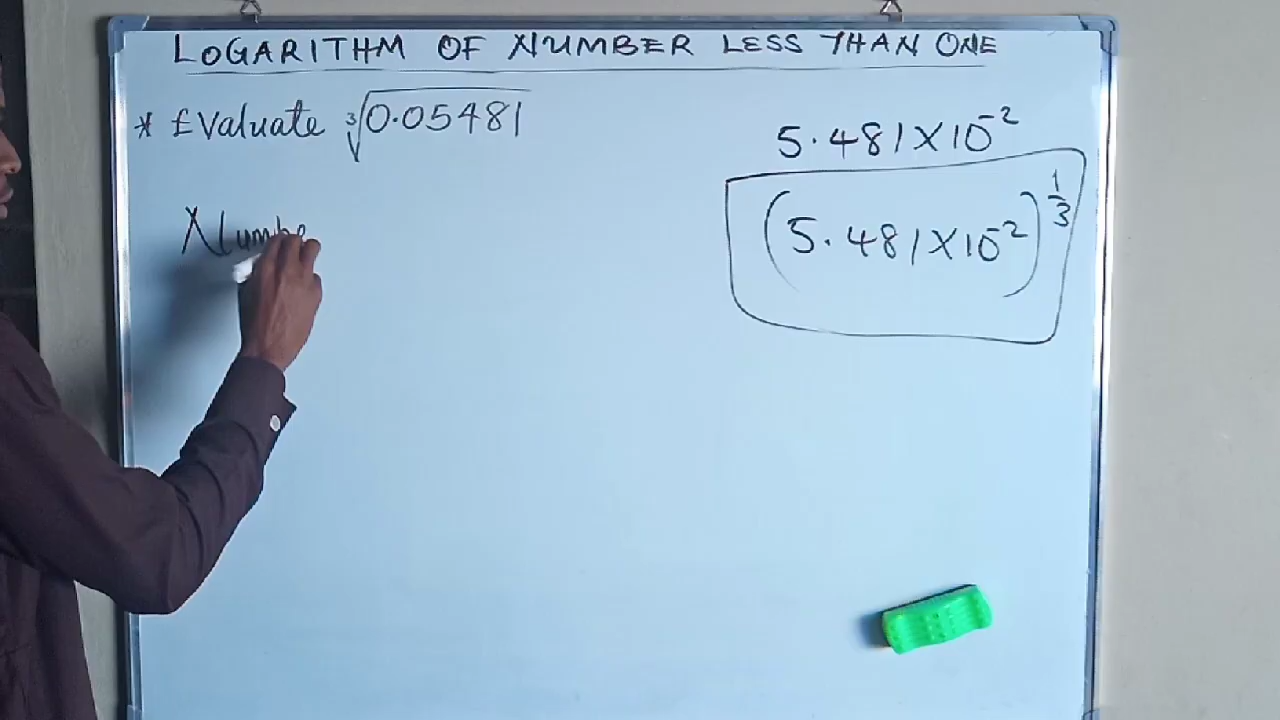 LOGARITHM OF NUMBER LESS THAN ONE
* Evaluate ∛0.05481
5.481×10⁻²
(5.481×10⁻²)^(1/3)
Numbe